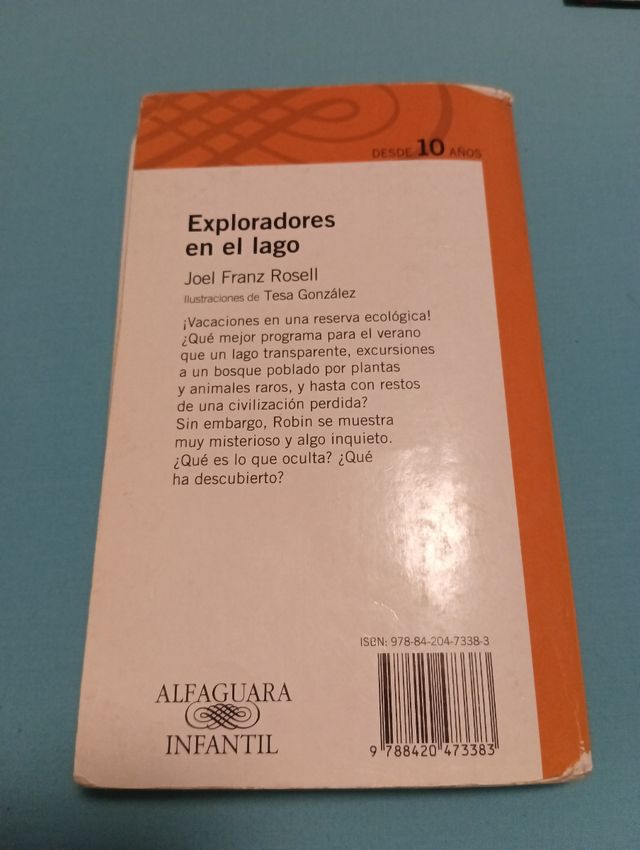 DESDE 10 AÑOS
Exploradores
en el lago
Joel Franz Rosell
Ilustraciones de Tesa González
¡Vacaciones en una reserva ecológica!
¿Qué mejor programa para el verano
que un lago transparente, excursiones
a un bosque poblado por plantas
y animales raros, y hasta con restos
de una civilización perdida?
Sin embargo, Robin se muestra
muy misterioso y algo inquieto.
¿Qué es lo que oculta? ¿Qué
ha descubierto?
ISBN: 978-84-204-7338-3
ALFAGUARA
INFANTIL
9 788420 473383